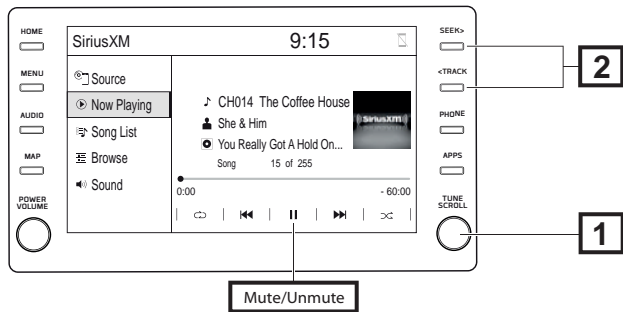 HOME
MENU
AUDIO
MAP
POWER
VOLUME
SiriusXM 9:15
Source
Now Playing
Song List
Browse
Sound
CH014 The Coffee House
She & Him
You Really Got A Hold On...
Song 15 of 255
((SiriusXM))
0:00 - 60:00
SEEK>
<TRACK
PHONE
APPS
TUNE
SCROLL
2
1
Mute/Unmute